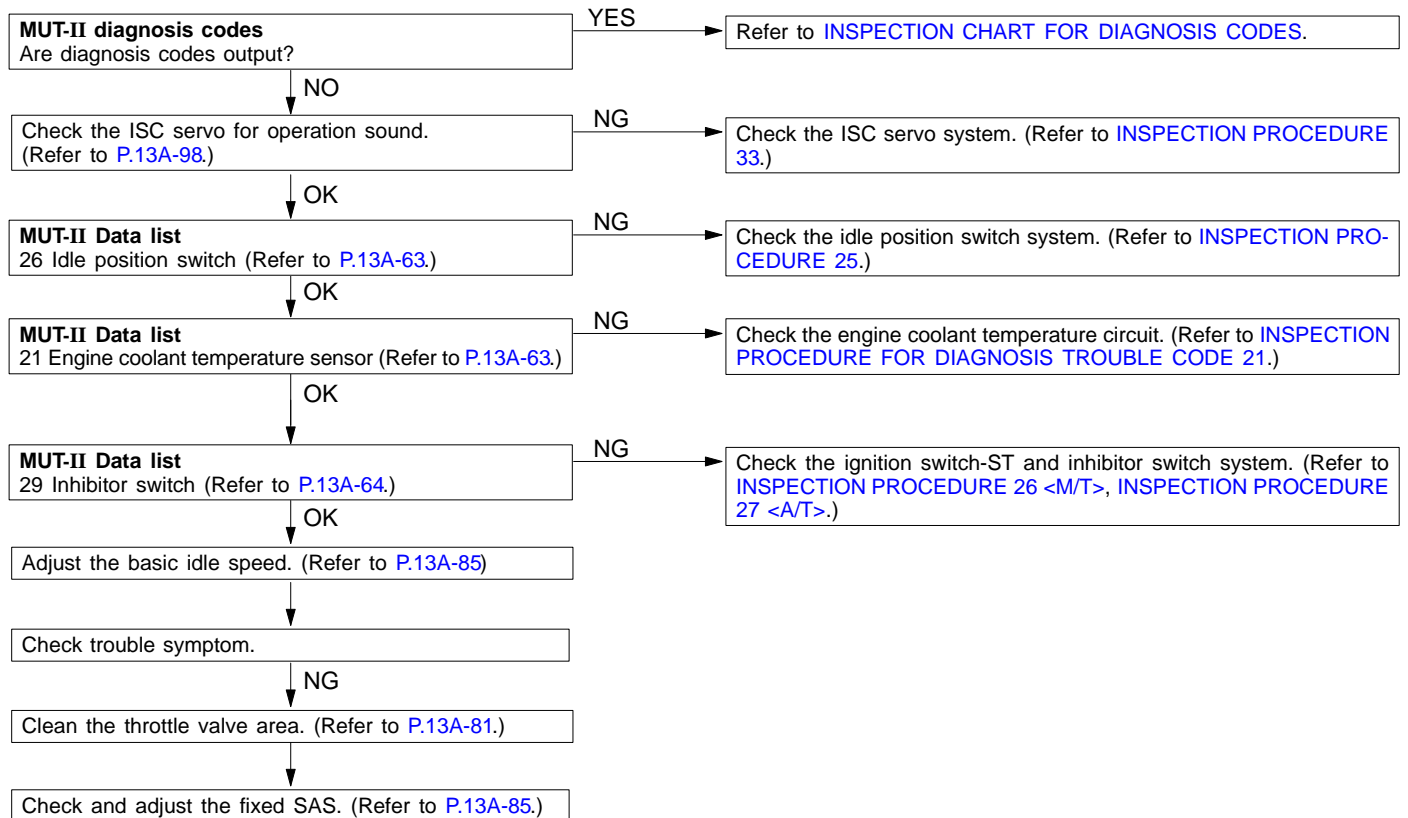 MUT-II diagnosis codes
Are diagnosis codes output?
YES
Refer to INSPECTION CHART FOR DIAGNOSIS CODES.
NO
Check the ISC servo for operation sound.
(Refer to P.13A-98.)
NG
Check the ISC servo system. (Refer to INSPECTION PROCEDURE
33.)
OK
MUT-II Data list
26 Idle position switch (Refer to P.13A-63.)
NG
Check the idle position switch system. (Refer to INSPECTION PRO-
CEDURE 25.)
OK
MUT-II Data list
21 Engine coolant temperature sensor (Refer to P.13A-63.)
NG
Check the engine coolant temperature circuit. (Refer to INSPECTION
PROCEDURE FOR DIAGNOSIS TROUBLE CODE 21.)
OK
MUT-II Data list
29 Inhibitor switch (Refer to P.13A-64.)
NG
Check the ignition switch-ST and inhibitor switch system. (Refer to
INSPECTION PROCEDURE 26 <M/T>, INSPECTION PROCEDURE
27 <A/T>.)
OK
Adjust the basic idle speed. (Refer to P.13A-85)
Check trouble symptom.
NG
Clean the throttle valve area. (Refer to P.13A-81.)
Check and adjust the fixed SAS. (Refer to P.13A-85.)